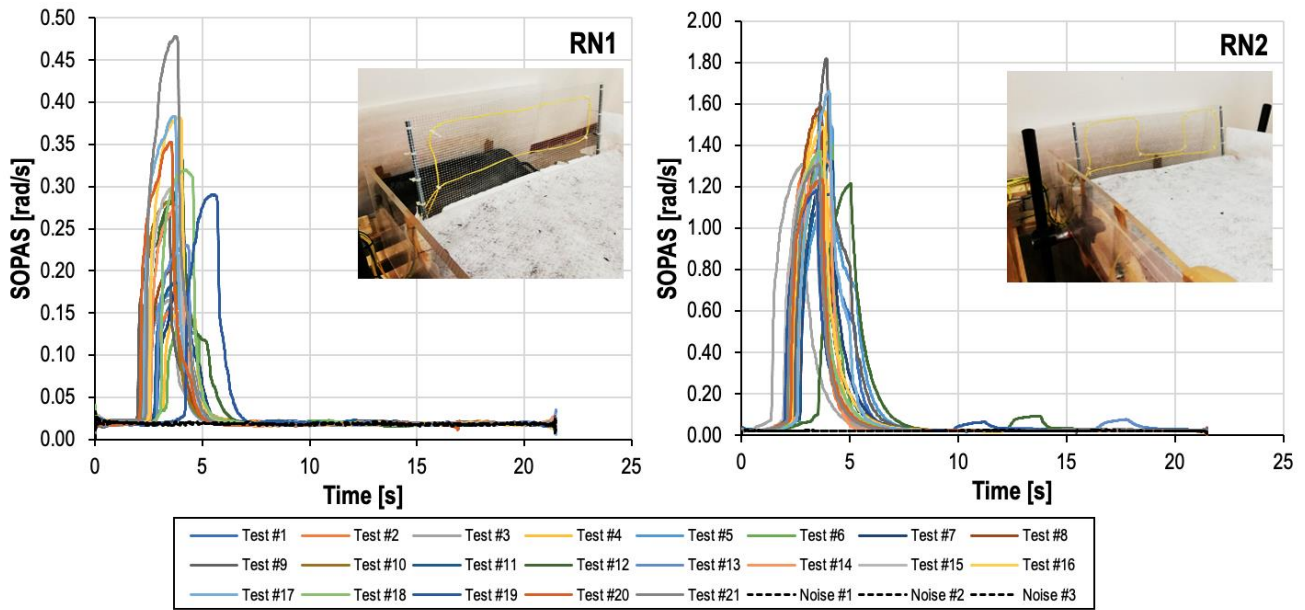 RN1
SOPAS [rad/s]
0.50
0.45
0.40
0.35
0.30
0.25
0.20
0.15
0.10
0.05
0.00
0 5 10 15 20 25
Time [s]
RN2
SOPAS [rad/s]
2.00
1.80
1.60
1.40
1.20
1.00
0.80
0.60
0.40
0.20
0.00
0 5 10 15 20 25
Time [s]
Test #1 Test #2 Test #3 Test #4 Test #5 Test #6 Test #7 Test #8
Test #9 Test #10 Test #11 Test #12 Test #13 Test #14 Test #15 Test #16
Test #17 Test #18 Test #19 Test #20 Test #21 Noise #1 Noise #2 Noise #3